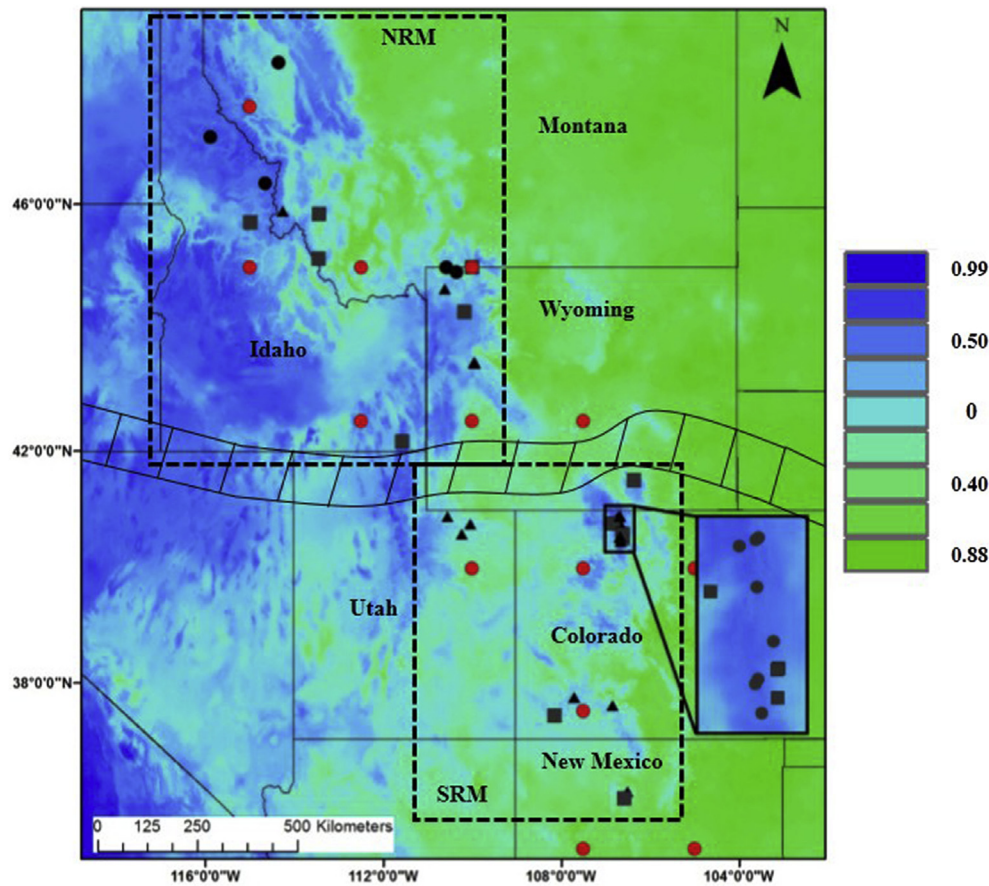 NRM
N
Montana
46°0'0"N
0.99
0.50
0
0.40
0.88
Wyoming
Idaho
42°0'0"N
Utah
Colorado
38°0'0"N
New Mexico
SRM
0 125 250 500 Kilometers
116°0'0"W 112°0'0"W 108°0'0"W 104°0'0"W